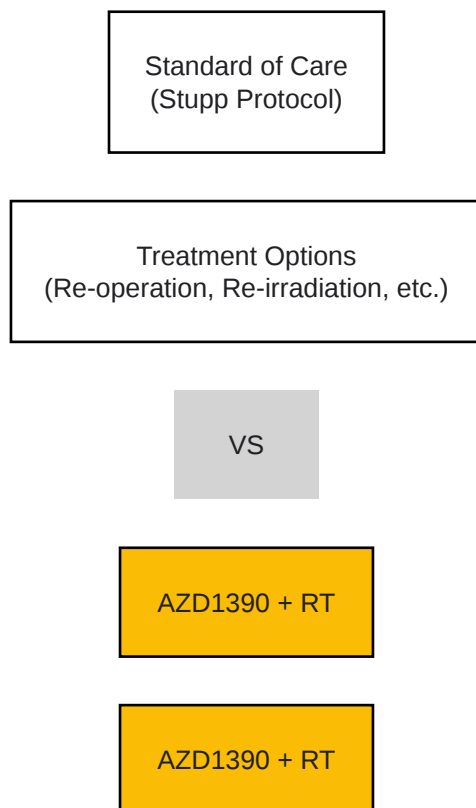 Standard of Care
(Stupp Protocol)
Treatment Options
(Re-operation, Re-irradiation, etc.)
VS
AZD1390 + RT
AZD1390 + RT